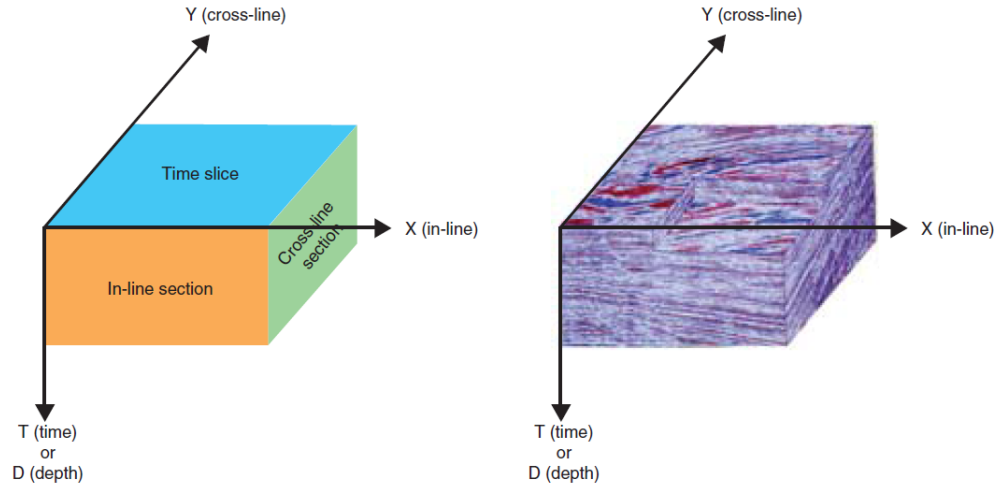 Y (cross-line)
Time slice
X (in-line)
Cross-line
section
In-line section
T (time)
or
D (depth)
Y (cross-line)
X (in-line)
T (time)
or
D (depth)